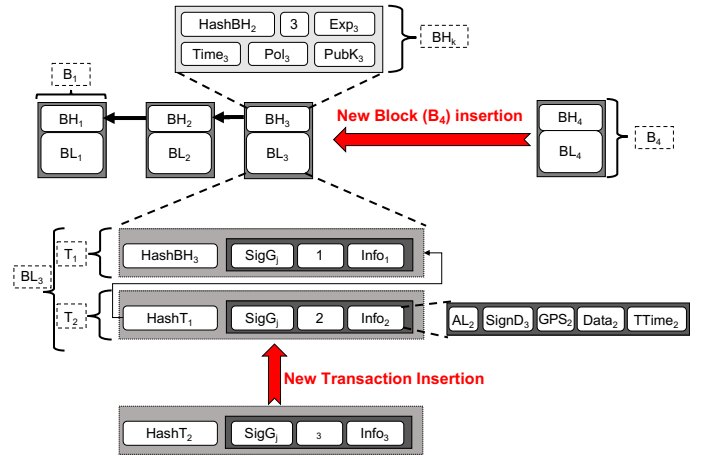 HashBH₂ 3 Exp₃
Time₃ Pol₃ PubK₃
BHₖ
B₁
BH₁ BH₂ BH₃ BH₄
New Block (B₄) insertion
BL₁ BL₂ BL₃ BL₄
B₄
BL₃
T₁
HashBH₃ SigGⱼ 1 Info₁
T₂
HashT₁ SigGⱼ 2 Info₂
AL₂ SignD₃ GPS₂ Data₂ TTime₂
New Transaction Insertion
HashT₂ SigGⱼ ₃ Info₃